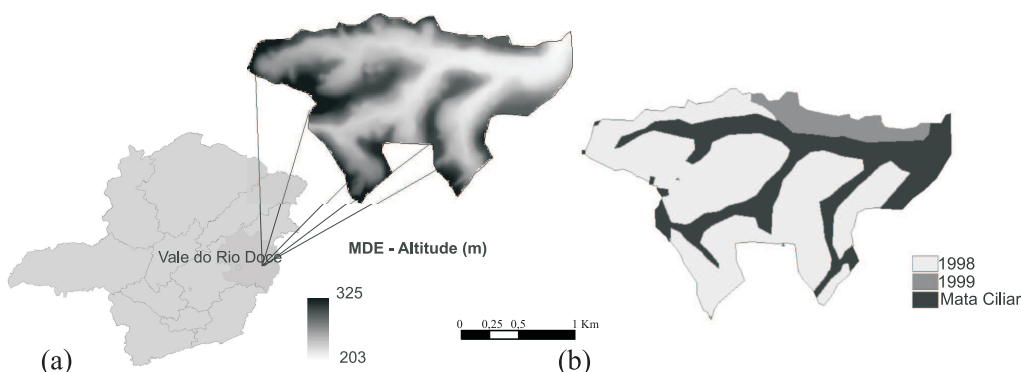 Vale do Rio Doce
MDE - Altitude (m)
325
203
0 0,25 0,5 1 Km
(a)
1998
1999
Mata Ciliar
(b)